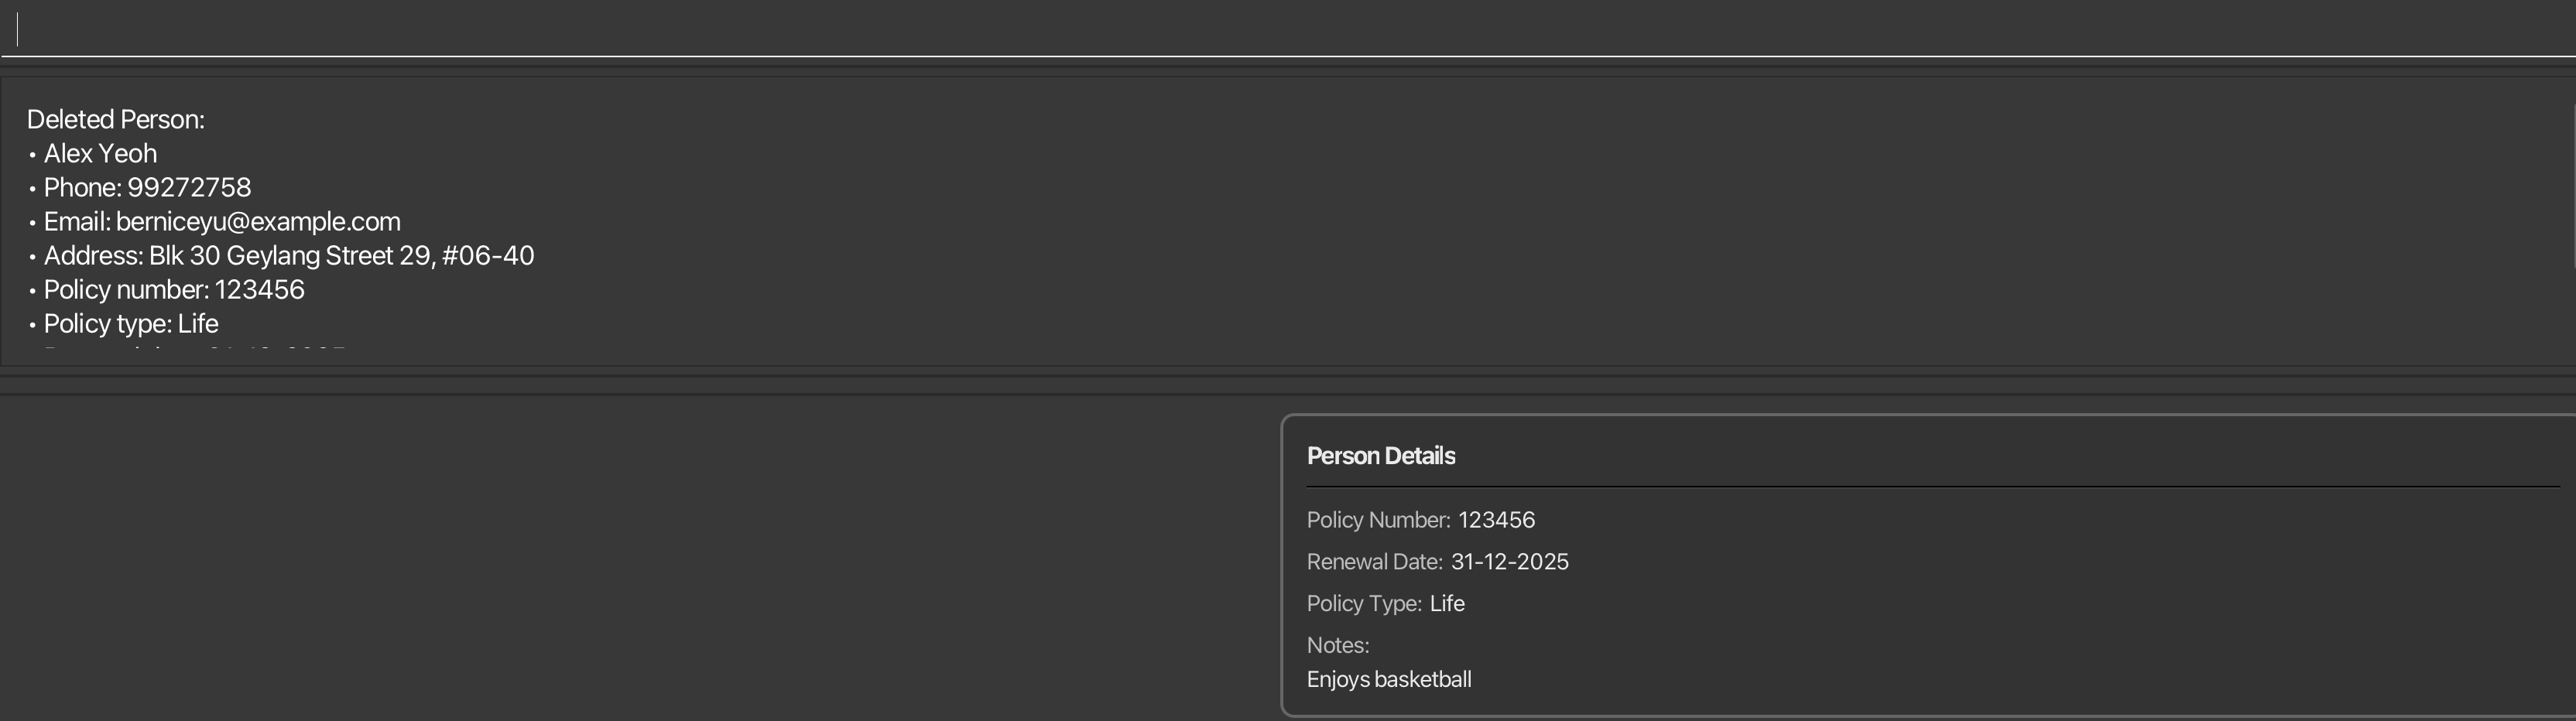 Deleted Person:
• Alex Yeoh
• Phone: 99272758
• Email: berniceyu@example.com
• Address: Blk 30 Geylang Street 29, #06-40
• Policy number: 123456
• Policy type: Life
Person Details
Policy Number: 123456
Renewal Date: 31-12-2025
Policy Type: Life
Notes:
Enjoys basketball